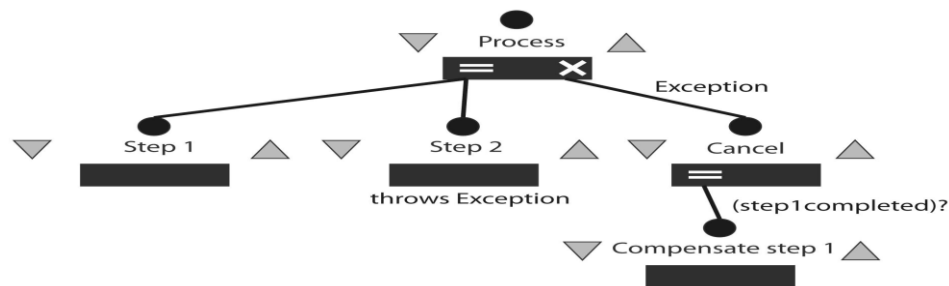 Process
Exception
Step 1
Step 2
Cancel
throws Exception
(step1completed)?
Compensate step 1